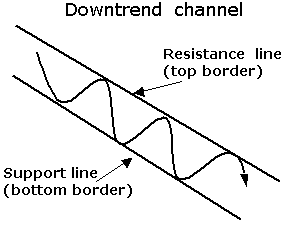 Downtrend channel
Resistance line
(top border)
Support line
(bottom border)